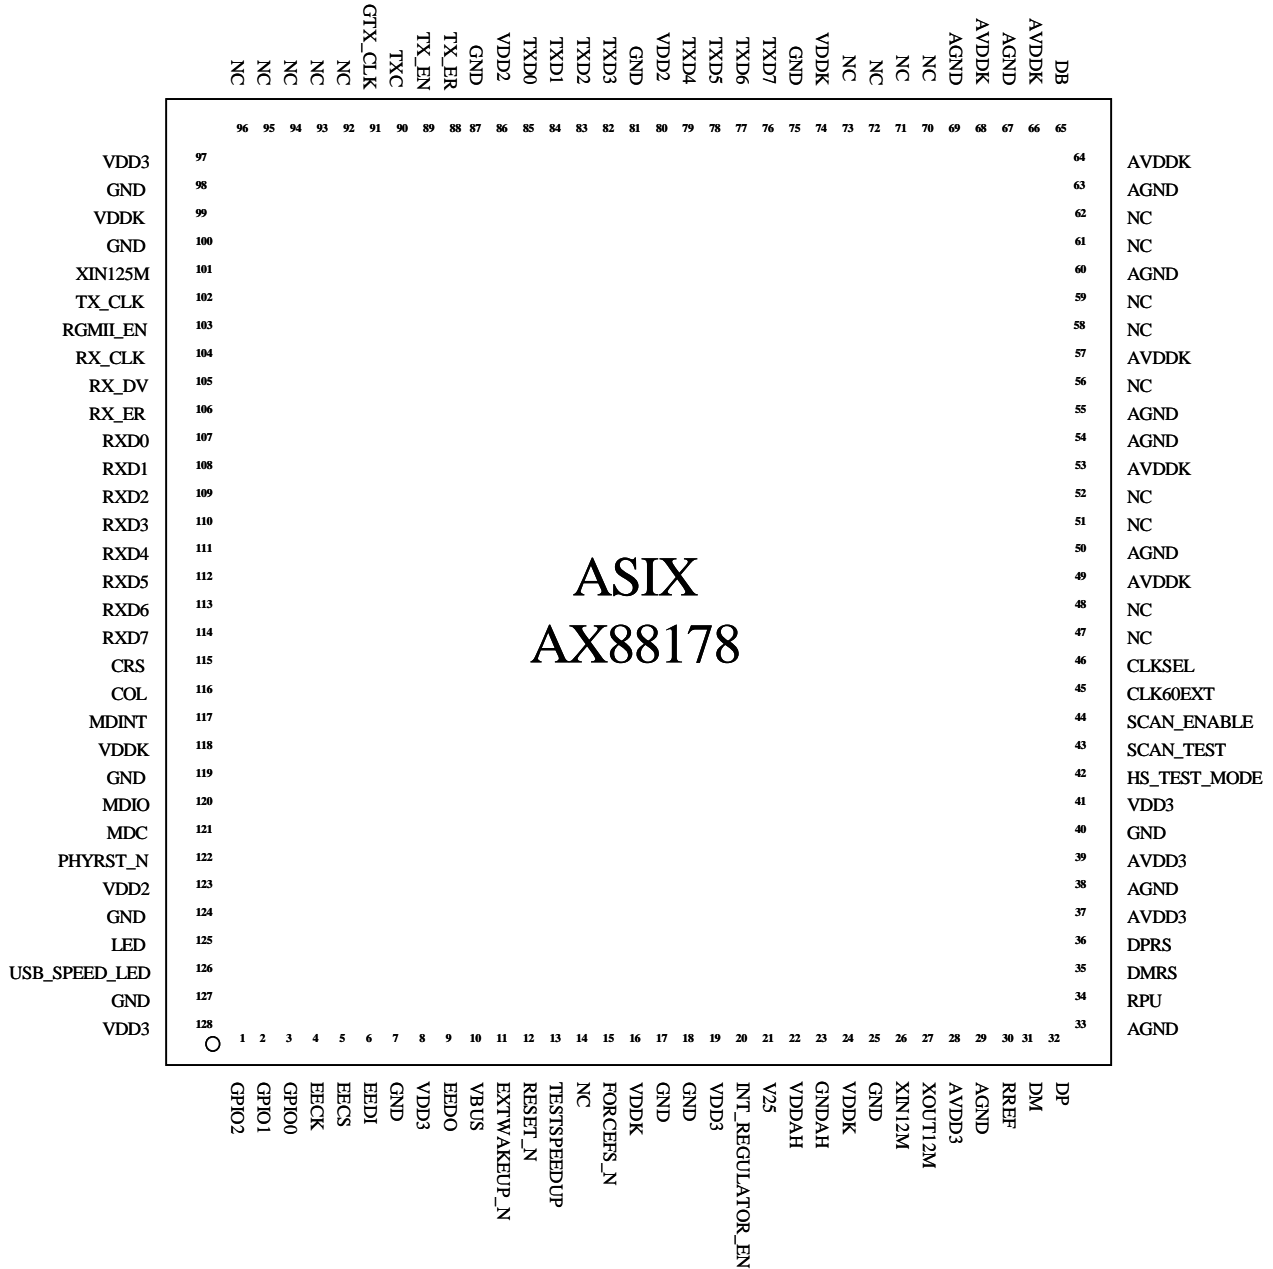 NC NC NC NC NC GTX_CLK TXC TX_EN TX_ER GND VDD2 TXD0 TXD1 TXD2 TXD3 GND VDD2 TXD4 TXD5 TXD6 TXD7 GND VDDK NC NC NC NC AGND AVDDK AGND AVDDK DB
96 95 94 93 92 91 90 89 88 87 86 85 84 83 82 81 80 79 78 77 76 75 74 73 72 71 70 69 68 67 66 65
VDD3 97 64 AVDDK
GND 98 63 AGND
VDDK 99 62 NC
GND 100 61 NC
XIN125M 101 60 AGND
TX_CLK 102 59 NC
RGMII_EN 103 58 NC
RX_CLK 104 57 AVDDK
RX_DV 105 56 NC
RX_ER 106 55 AGND
RXD0 107 54 AGND
RXD1 108 53 AVDDK
RXD2 109 52 NC
RXD3 110 51 NC
RXD4 111 50 AGND
RXD5 112 49 AVDDK
RXD6 113 48 NC
RXD7 114 47 NC
CRS 115 46 CLKSEL
COL 116 45 CLK60EXT
MDINT 117 44 SCAN_ENABLE
VDDK 118 43 SCAN_TEST
GND 119 42 HS_TEST_MODE
MDIO 120 41 VDD3
MDC 121 40 GND
PHYRST_N 122 39 AVDD3
VDD2 123 38 AGND
GND 124 37 AVDD3
LED 125 36 DPRS
USB_SPEED_LED 126 35 DMRS
GND 127 34 RPU
VDD3 128 33 AGND
ASIX
AX88178
1 2 3 4 5 6 7 8 9 10 11 12 13 14 15 16 17 18 19 20 21 22 23 24 25 26 27 28 29 30 31 32
GPIO2 GPIO1 GPIO0 EECK EECS EEDI GND VDD3 EEDO VBUS EXTWAKEUP_N RESET_N TESTSPEEDUP NC FORCEFS_N VDDK GND GND VDD3 INT_REGULATOR_EN V25 VDDAH GNDAH VDDK GND XIN12M XOUT12M AVDD3 AGND RREF DM DP